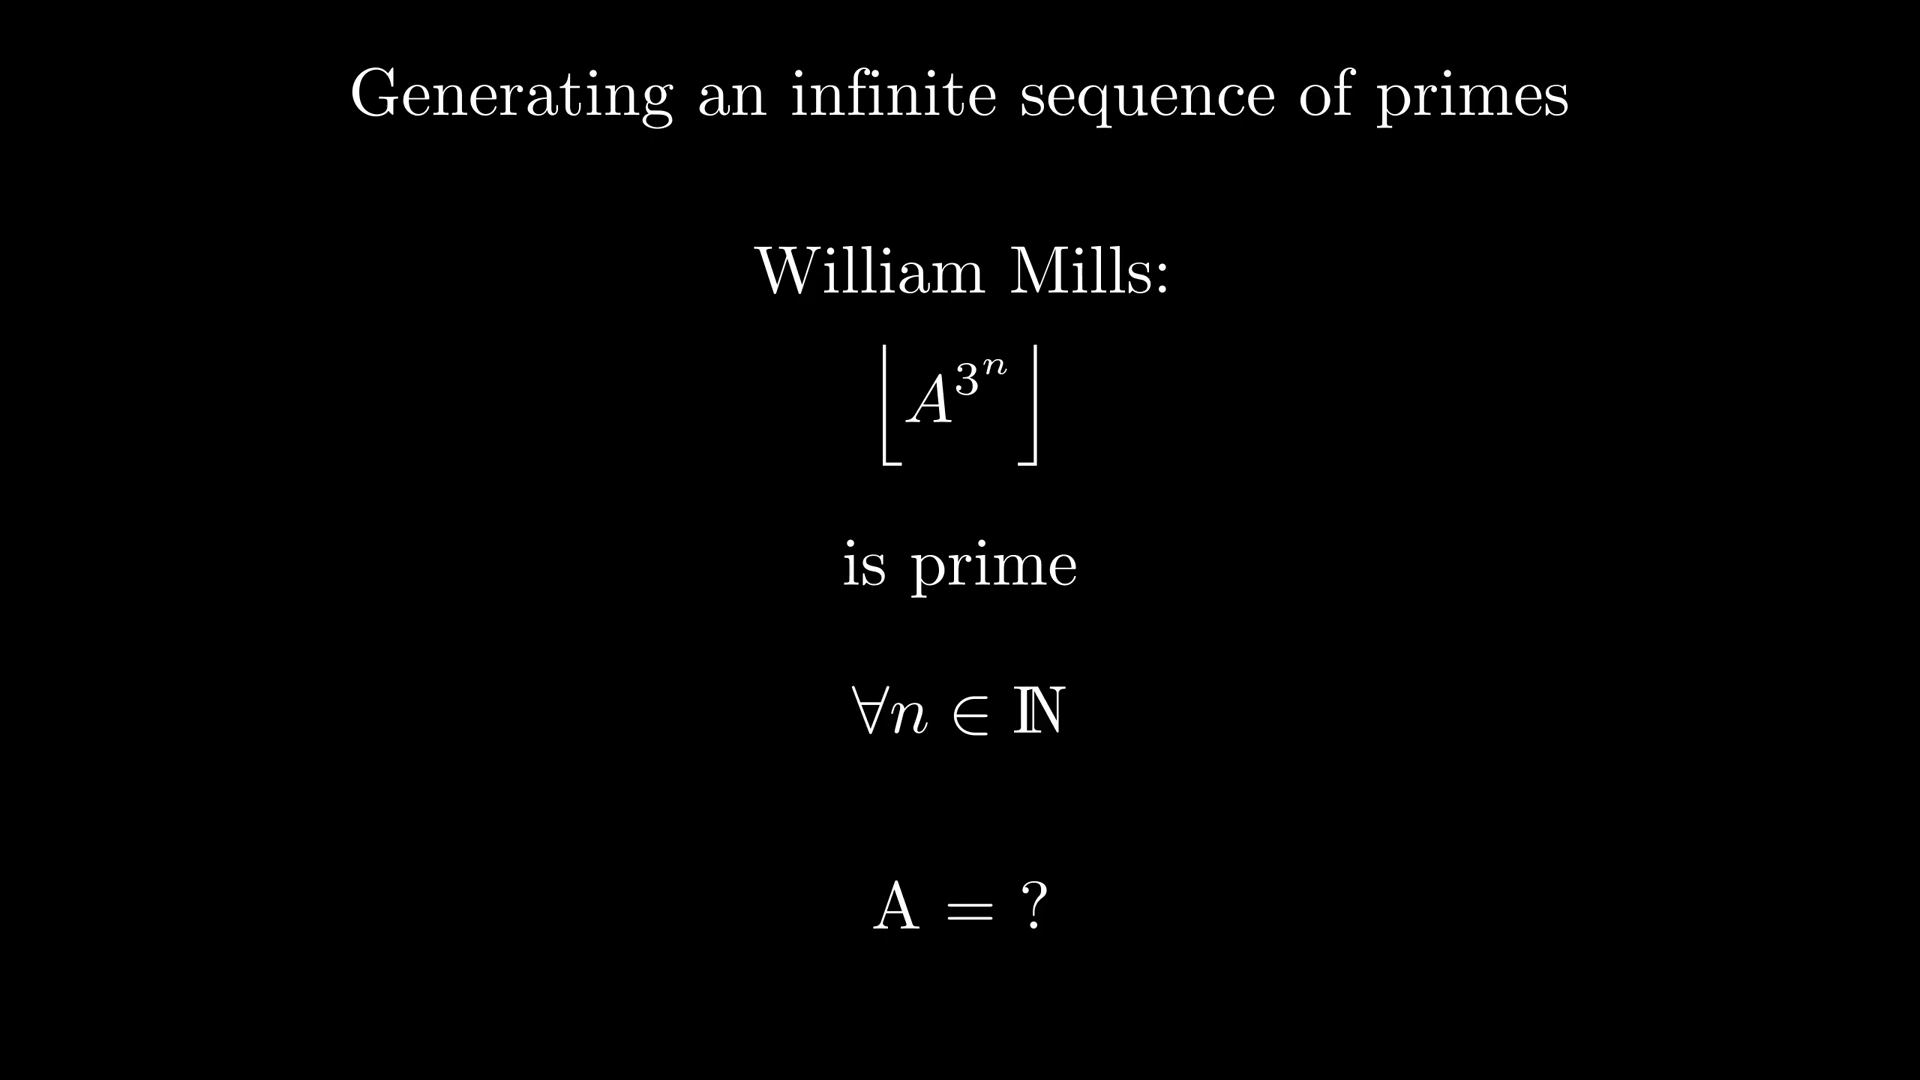 Generating an infinite sequence of primes
William Mills:
⌊A^{3^n}⌋
is prime
∀n ∈ ℕ
A = ?